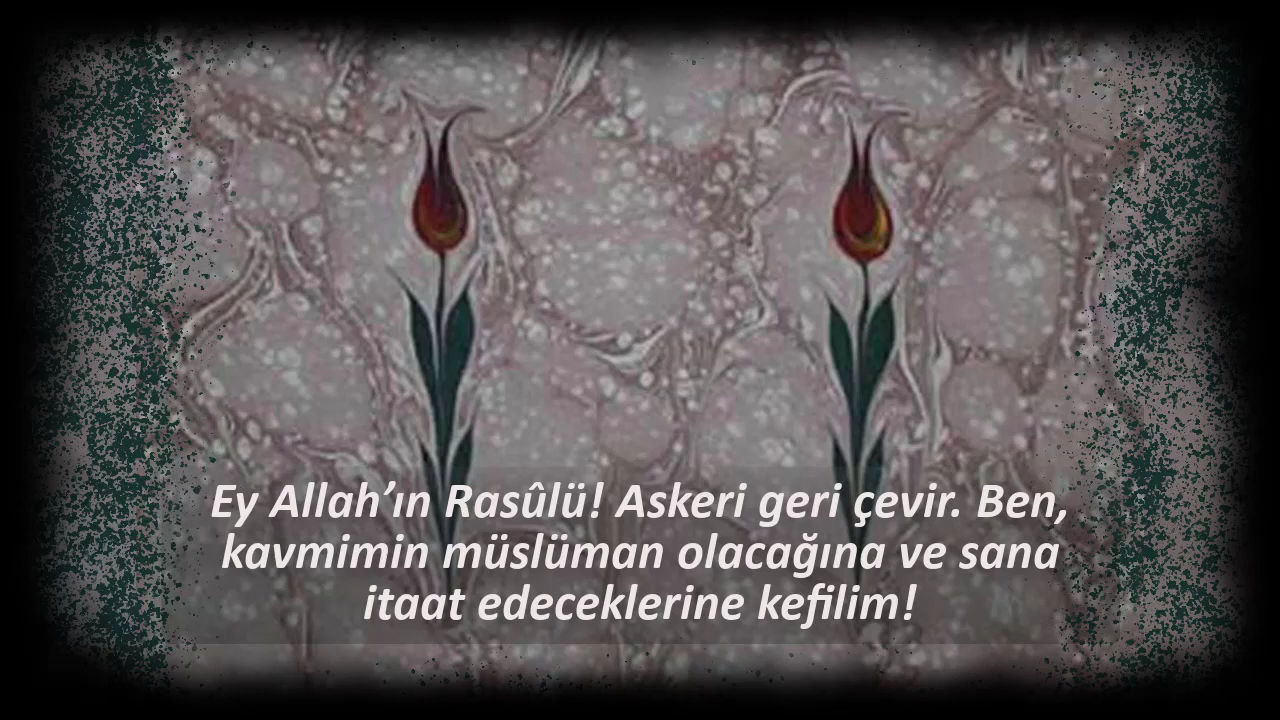 Ey Allah’ın Rasûlü! Askeri geri çevir. Ben,
kavmimin müslüman olacağına ve sana
itaat edeceklerine kefilim!